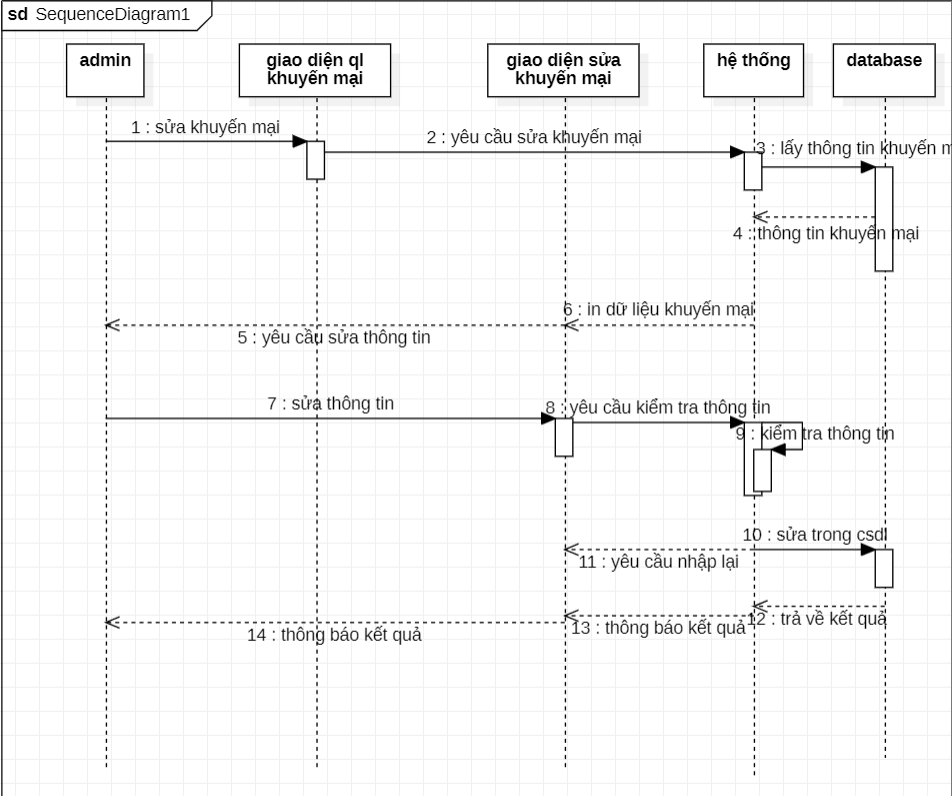 sd SequenceDiagram1
admin
giao diện ql
khuyến mại
giao diện sửa
khuyến mại
hệ thống
database
1 : sửa khuyến mại
2 : yêu cầu sửa khuyến mại
3 : lấy thông tin khuyến m
4 : thông tin khuyến mại
6 : in dữ liệu khuyến mại
5 : yêu cầu sửa thông tin
7 : sửa thông tin
8 : yêu cầu kiểm tra thông tin
9 : kiểm tra thông tin
10 : sửa trong csdl
11 : yêu cầu nhập lại
12 : trả về kết quả
13 : thông báo kết quả
14 : thông báo kết quả